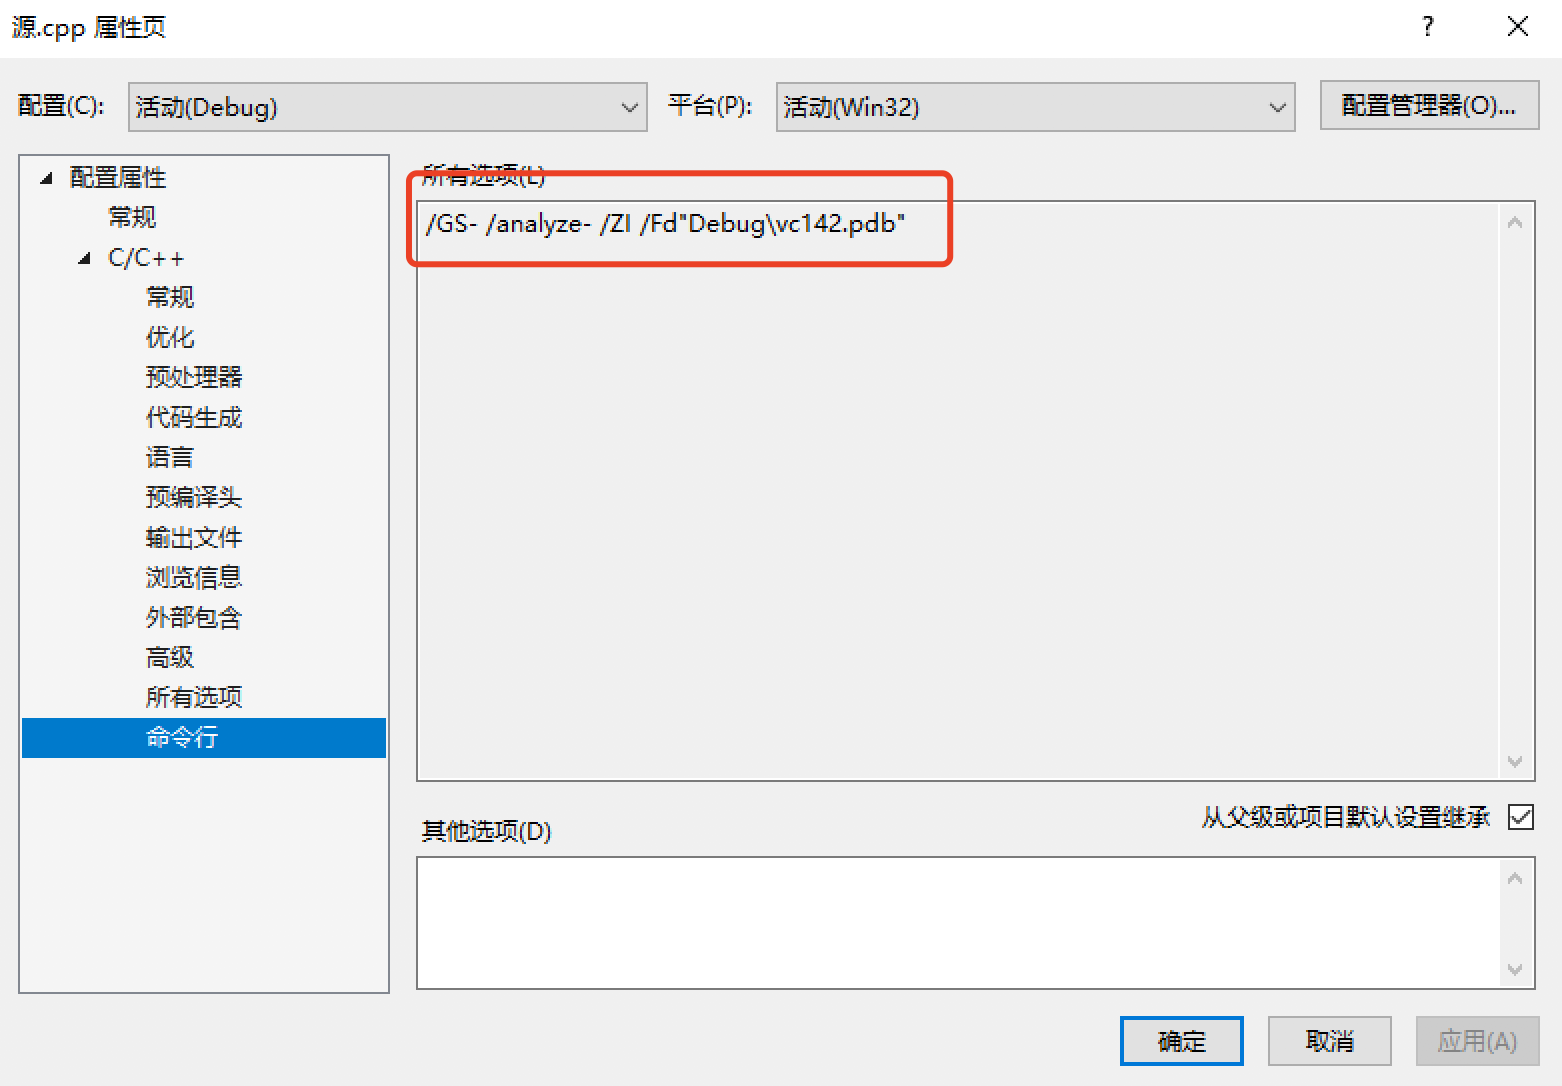 源.cpp 属性页
?
配置(C): 活动(Debug) 平台(P): 活动(Win32) 配置管理器(O)...
配置属性
常规
C/C++
常规
优化
预处理器
代码生成
语言
预编译头
输出文件
浏览信息
外部包含
高级
所有选项
命令行
所有选项(L)
/GS- /analyze- /ZI /Fd"Debug\vc142.pdb"
从父级或项目默认设置继承
其他选项(D)
确定 取消 应用(A)